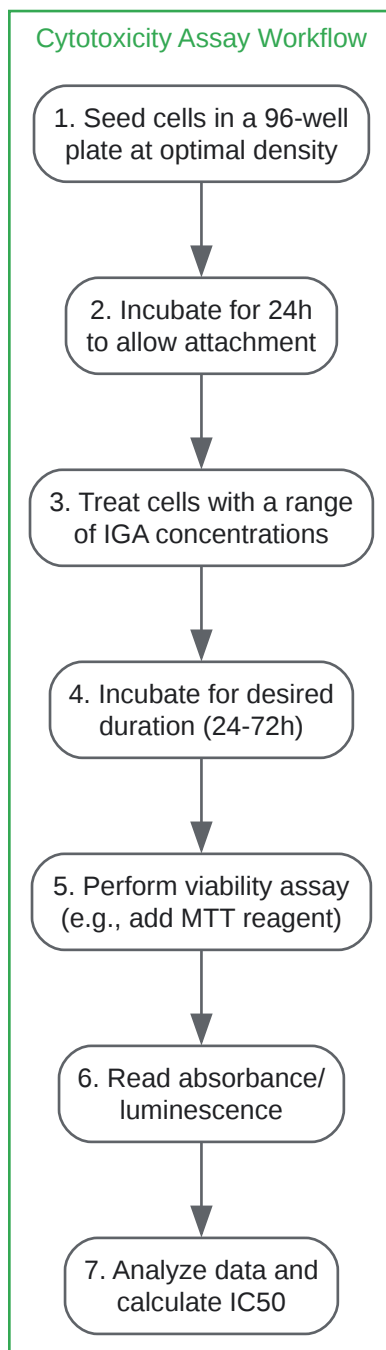 Cytotoxicity Assay Workflow
1. Seed cells in a 96-well
plate at optimal density
2. Incubate for 24h
to allow attachment
3. Treat cells with a range
of IGA concentrations
4. Incubate for desired
duration (24-72h)
5. Perform viability assay
(e.g., add MTT reagent)
6. Read absorbance/
luminescence
7. Analyze data and
calculate IC50